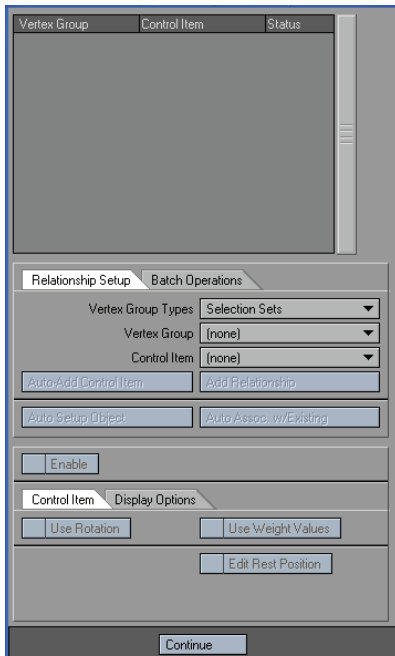 Vertex Group Control Item Status
Relationship Setup Batch Operations
Vertex Group Types Selection Sets
Vertex Group (none)
Control Item (none)
Auto-Add Control Item Add Relationship
Auto Setup Object Auto Assoc. w/Existing
Enable
Control Item Display Options
Use Rotation Use Weight Values
Edit Rest Position
Continue